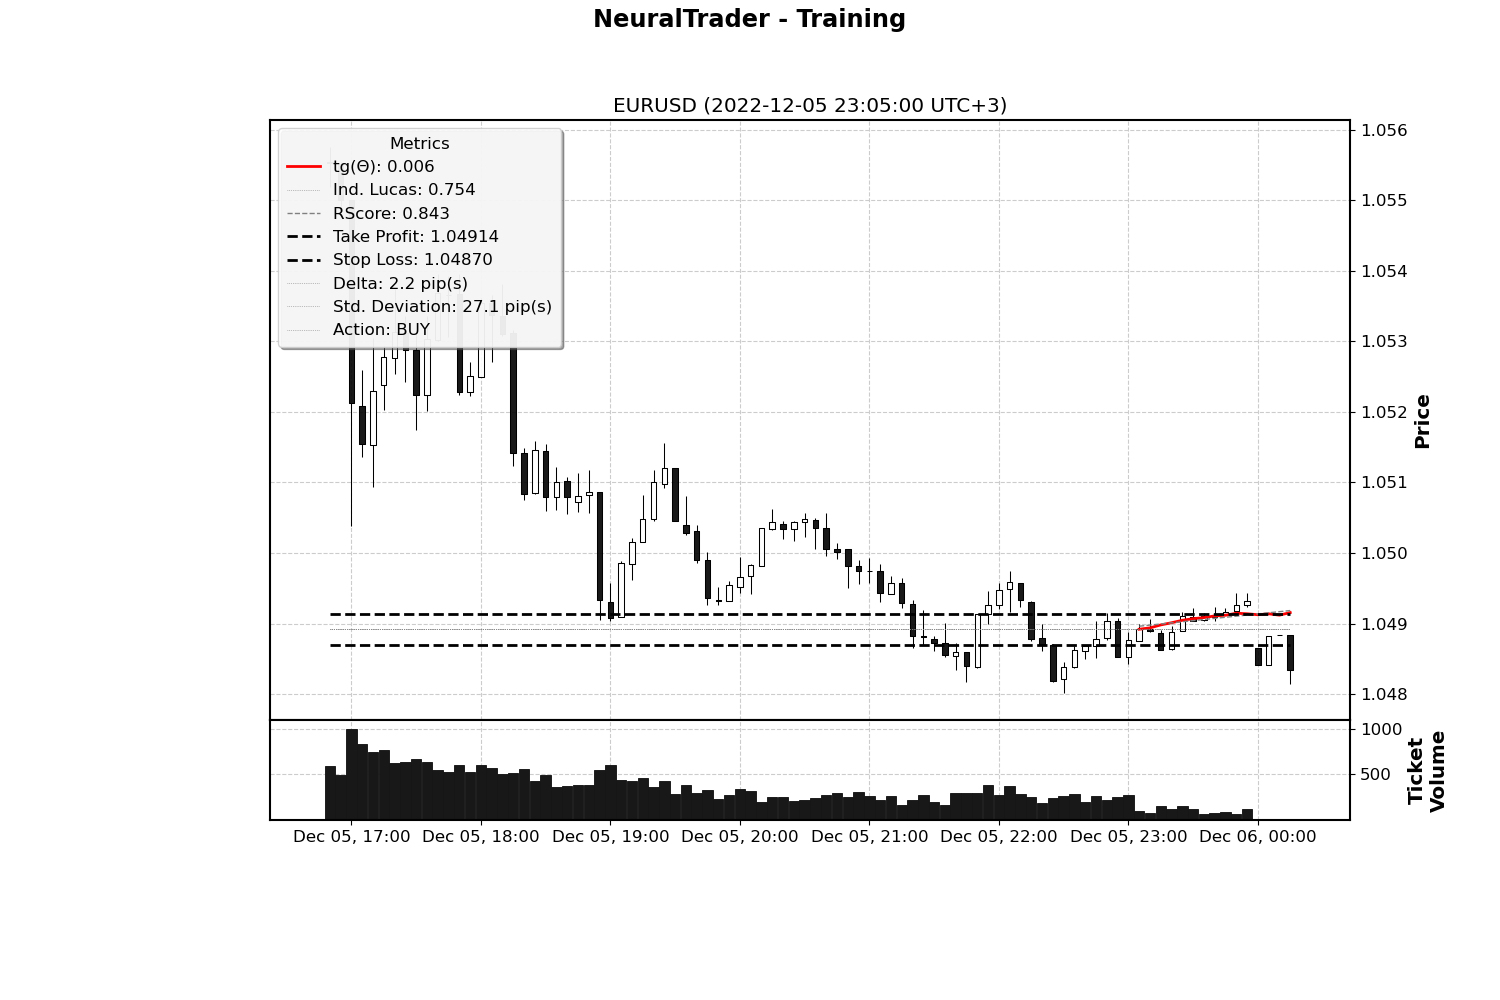 NeuralTrader - Training
EURUSD (2022-12-05 23:05:00 UTC+3)
Metrics
tg(Θ): 0.006
Ind. Lucas: 0.754
RScore: 0.843
Take Profit: 1.04914
Stop Loss: 1.04870
Delta: 2.2 pip(s)
Std. Deviation: 27.1 pip(s)
Action: BUY
1.056
1.055
1.054
1.053
1.052
1.051
1.050
1.049
1.048
Price
1000
500
Ticket
Volume
Dec 05, 17:00 Dec 05, 18:00 Dec 05, 19:00 Dec 05, 20:00 Dec 05, 21:00 Dec 05, 22:00 Dec 05, 23:00 Dec 06, 00:00